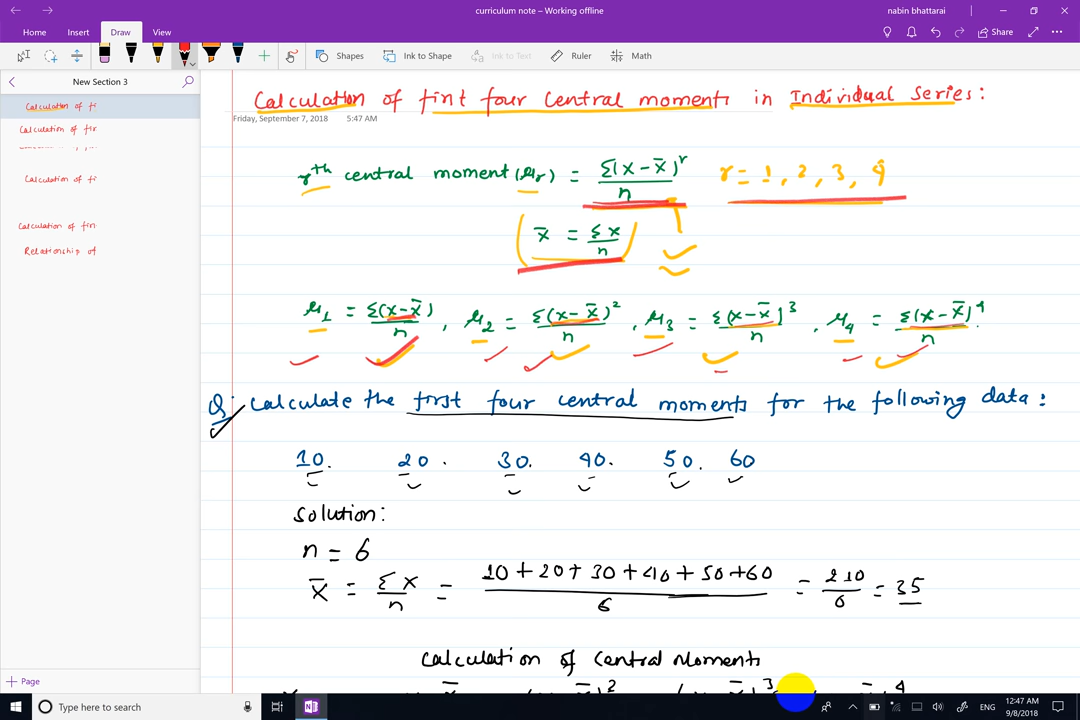 curriculum note – Working offline
nabin bhattarai
Home Insert Draw View
Share
Shapes Ink to Shape Ink to Text Ruler Math
New Section 3
Calculation of fi
Calculation of fir
Calculation of fi
Calculation of fin
Relationship of
Page
Calculation of first four Central moments in Individual Series:
Friday, September 7, 2018 5:47 AM
rth central moment (μr) = Σ(x-x̄)^r / n r = 1, 2, 3, 4
(x̄ = Σx / n)
μ1 = Σ(x-x̄) / n, μ2 = Σ(x-x̄)² / n, μ3 = Σ(x-x̄)³ / n, μ4 = Σ(x-x̄)⁴ / n
Q: Calculate the first four central moments for the following data:
10. 20. 30. 40. 50. 60
Solution:
n = 6
x̄ = Σx / n = 10+20+30+40+50+60 / 6 = 210 / 6 = 35
Calculation of Central Moments
Type here to search
ENG
12:47 AM
9/8/2018